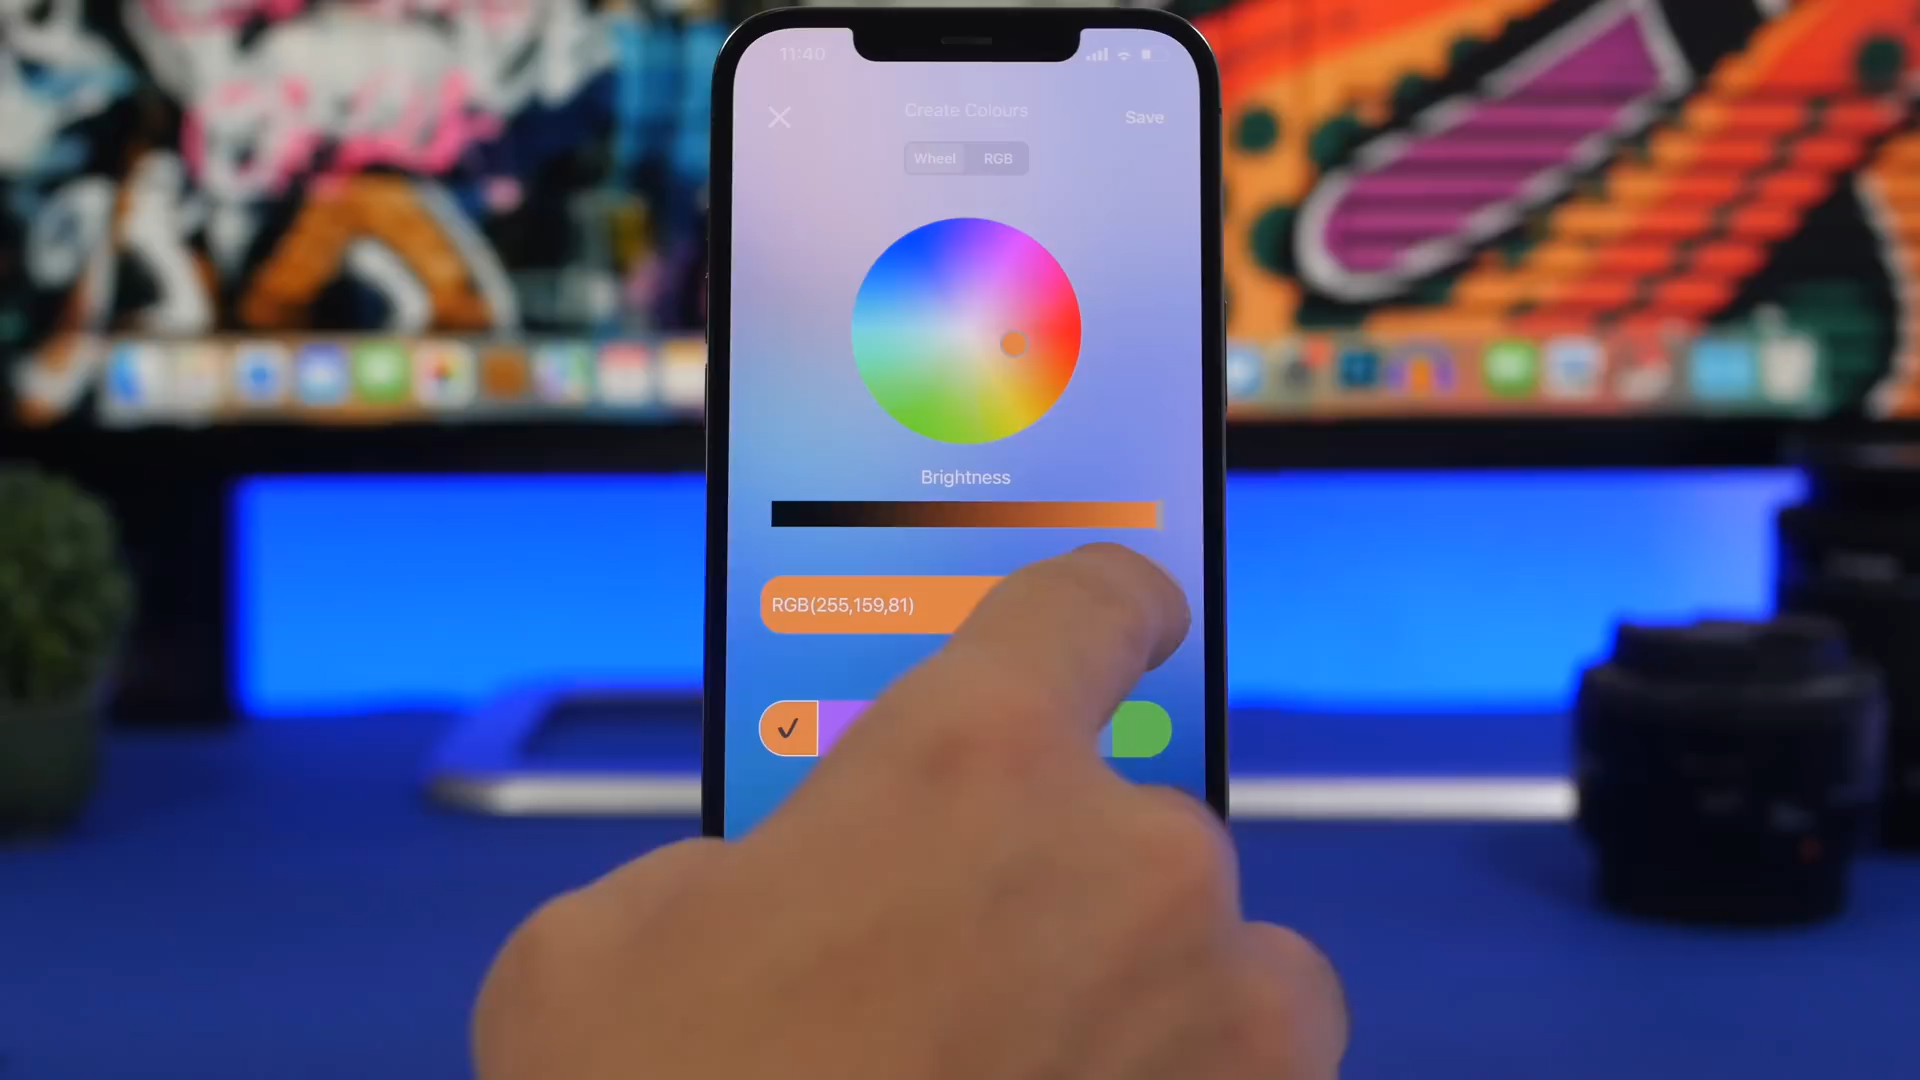 11:40
Create Colours
Save
Wheel
RGB
Brightness
RGB(255,159,81)